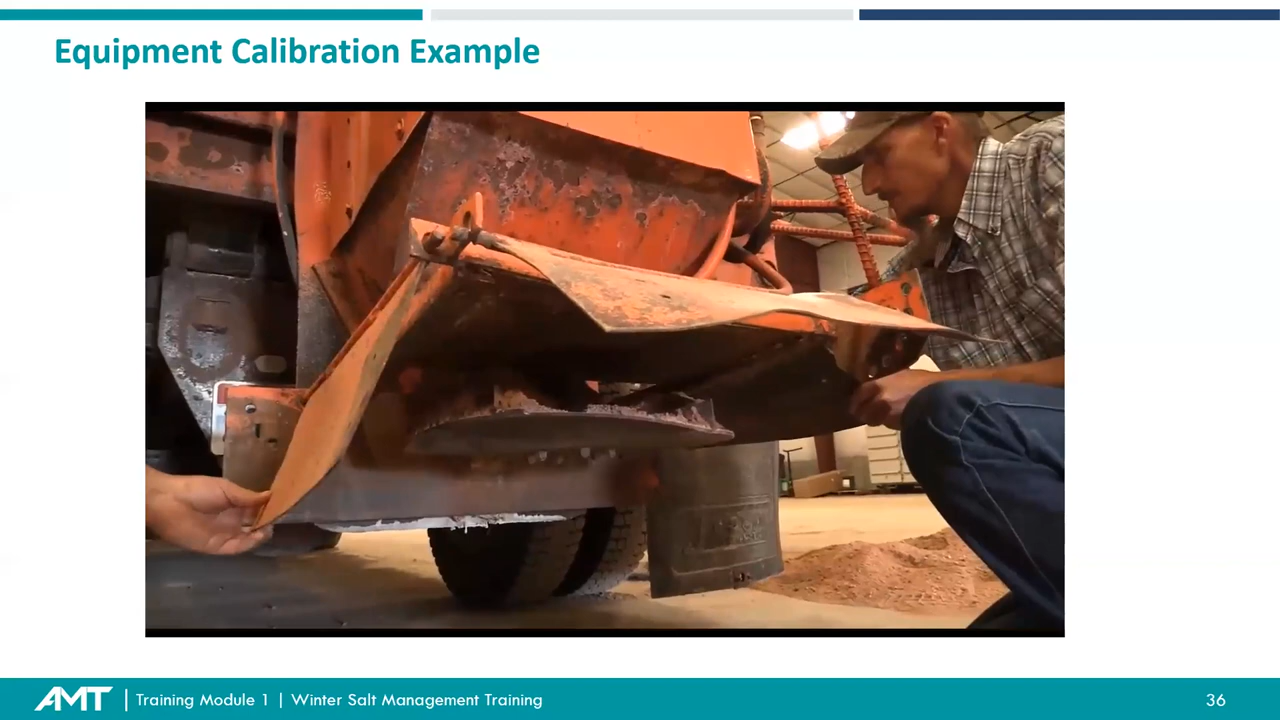 Equipment Calibration Example
AMT | Training Module 1 | Winter Salt Management Training
36